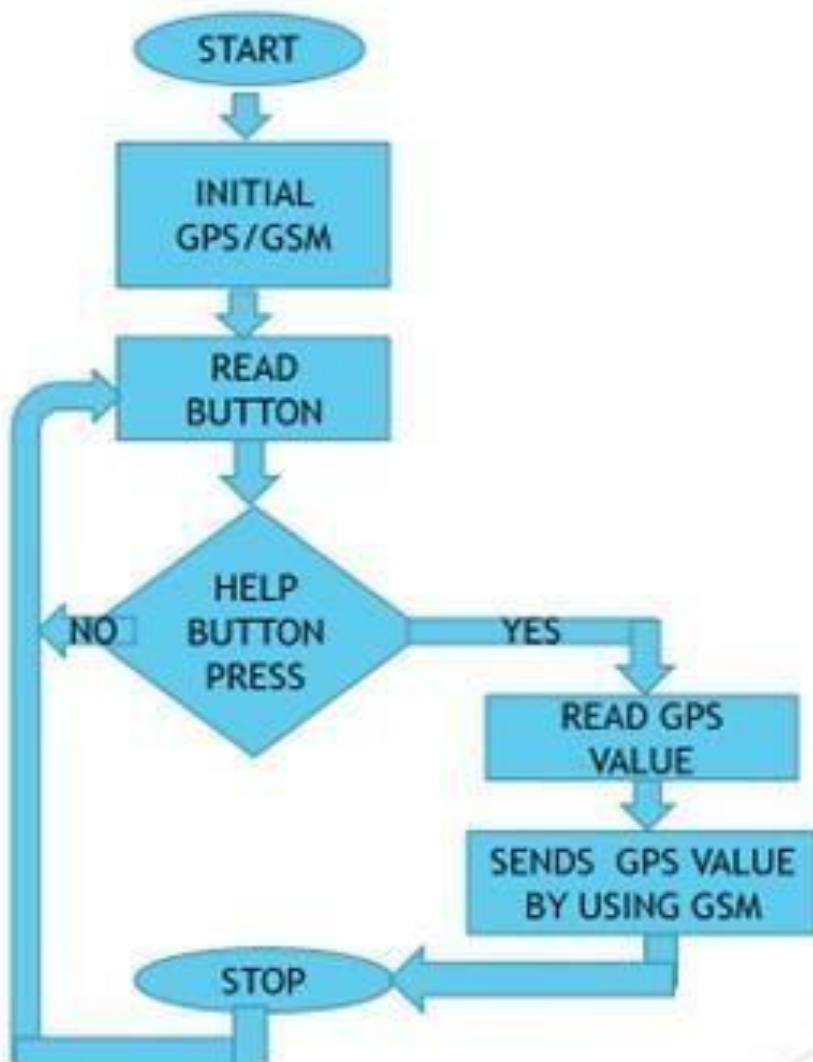 START
INITIAL
GPS/GSM
READ
BUTTON
HELP
BUTTON
PRESS
NO
YES
READ GPS
VALUE
SENDS GPS VALUE
BY USING GSM
STOP